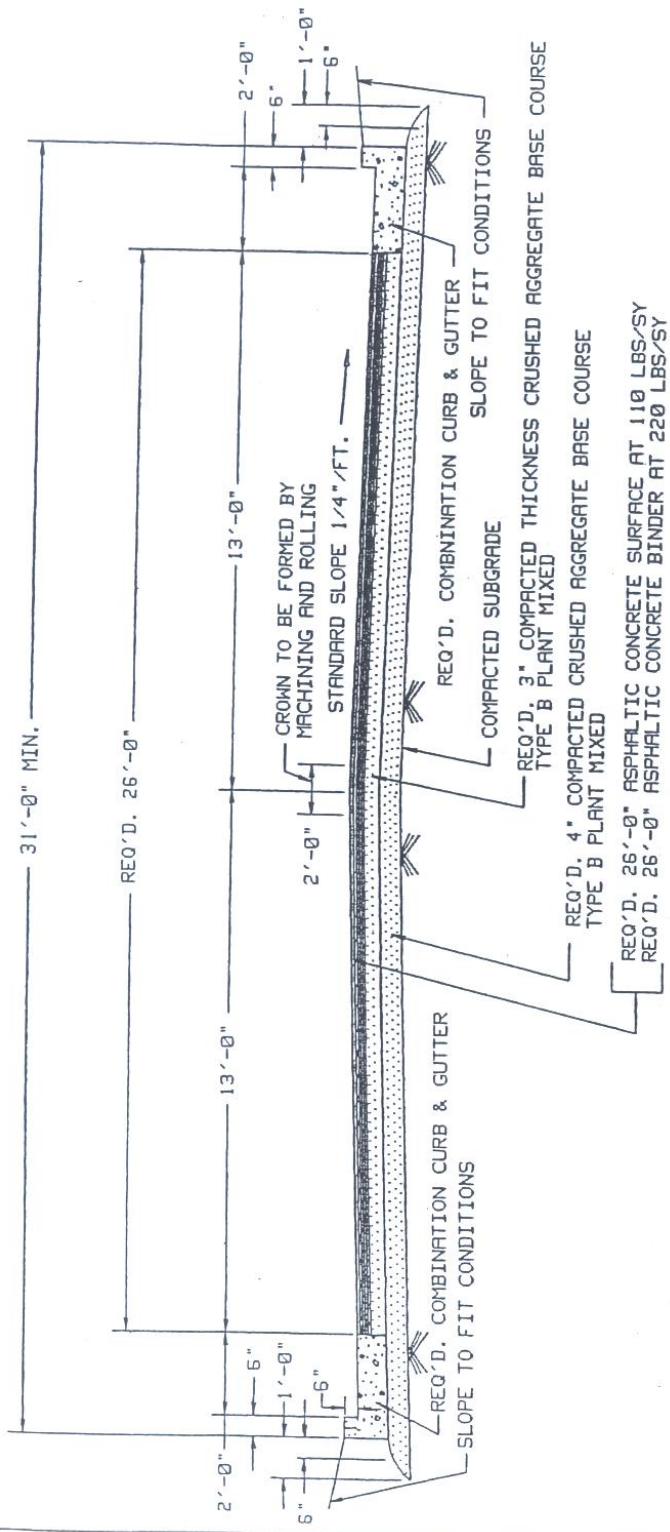 31'-0" MIN.
REQ'D. 26'-0"
13'-0"
13'-0"
2'-0"
6"
1'-0"
6"
6"
2'-0"
6"
1'-0"
6"
2'-0"
CROWN TO BE FORMED BY
MACHINING AND ROLLING
STANDARD SLOPE 1/4"/FT.
REQ'D. COMBINATION CURB & GUTTER
SLOPE TO FIT CONDITIONS
REQ'D. COMBNINATION CURB & GUTTER
SLOPE TO FIT CONDITIONS
COMPACTED SUBGRADE
REQ'D. 3" COMPACTED THICKNESS CRUSHED AGGREGATE BASE COURSE
TYPE B PLANT MIXED
REQ'D. 4" COMPACTED CRUSHED AGGREGATE BASE COURSE
TYPE B PLANT MIXED
REQ'D. 26'-0" ASPHALTIC CONCRETE SURFACE AT 110 LBS/SY
REQ'D. 26'-0" ASPHALTIC CONCRETE BINDER AT 220 LBS/SY